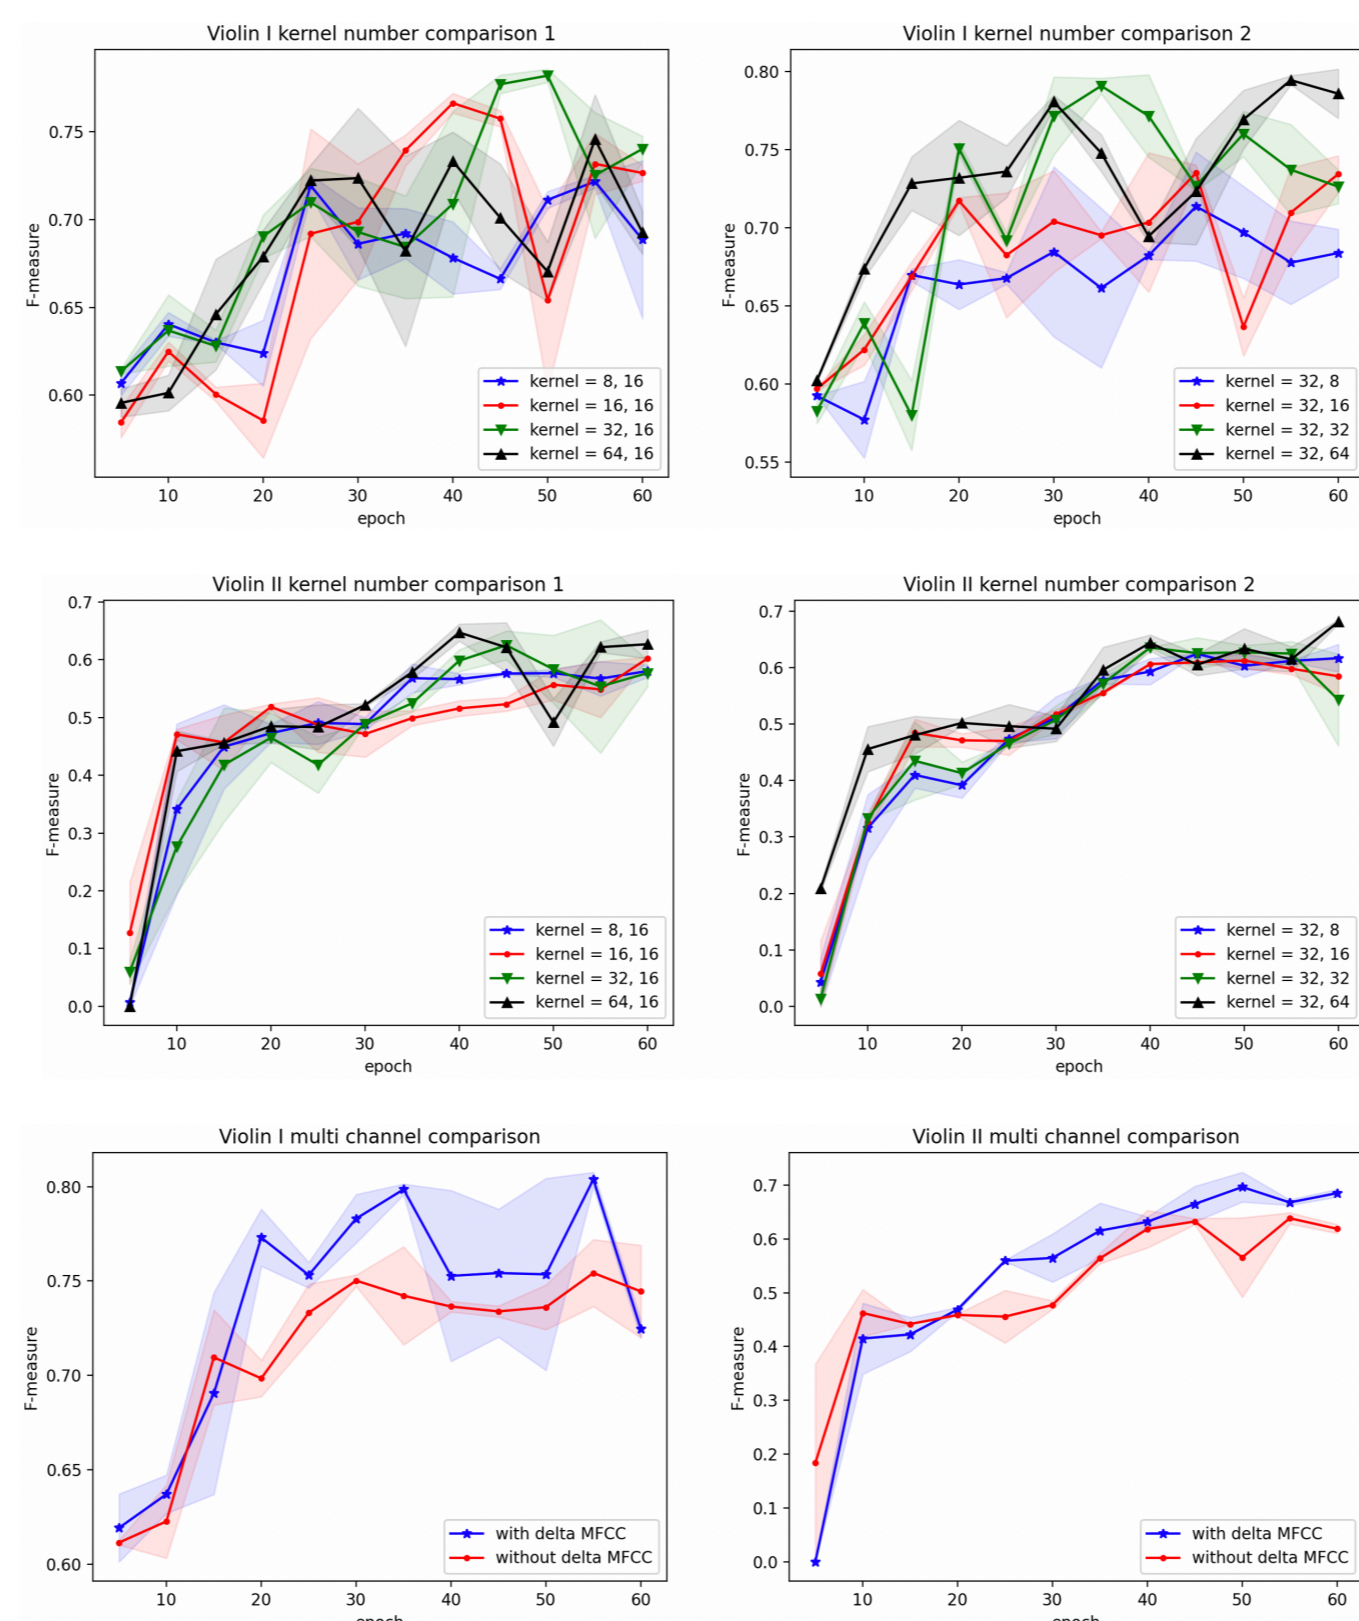 Violin I kernel number comparison 1
F-measure
0.75
0.70
0.65
0.60
kernel = 8, 16
kernel = 16, 16
kernel = 32, 16
kernel = 64, 16
10 20 30 40 50 60
epoch
Violin I kernel number comparison 2
F-measure
0.80
0.75
0.70
0.65
0.60
0.55
kernel = 32, 8
kernel = 32, 16
kernel = 32, 32
kernel = 32, 64
10 20 30 40 50 60
epoch
Violin II kernel number comparison 1
F-measure
0.7
0.6
0.5
0.4
0.3
0.2
0.1
0.0
kernel = 8, 16
kernel = 16, 16
kernel = 32, 16
kernel = 64, 16
10 20 30 40 50 60
epoch
Violin II kernel number comparison 2
F-measure
0.7
0.6
0.5
0.4
0.3
0.2
0.1
0.0
kernel = 32, 8
kernel = 32, 16
kernel = 32, 32
kernel = 32, 64
10 20 30 40 50 60
epoch
Violin I multi channel comparison
F-measure
0.80
0.75
0.70
0.65
0.60
with delta MFCC
without delta MFCC
10 20 30 40 50 60
epoch
Violin II multi channel comparison
F-measure
0.7
0.6
0.5
0.4
0.3
0.2
0.1
0.0
with delta MFCC
without delta MFCC
10 20 30 40 50 60
epoch